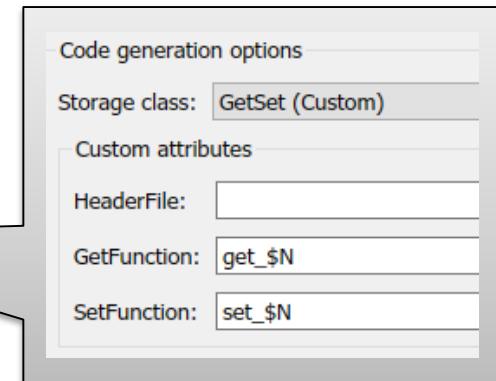 Code generation options
Storage class: GetSet (Custom)
Custom attributes
HeaderFile:
GetFunction: get_$N
SetFunction: set_$N